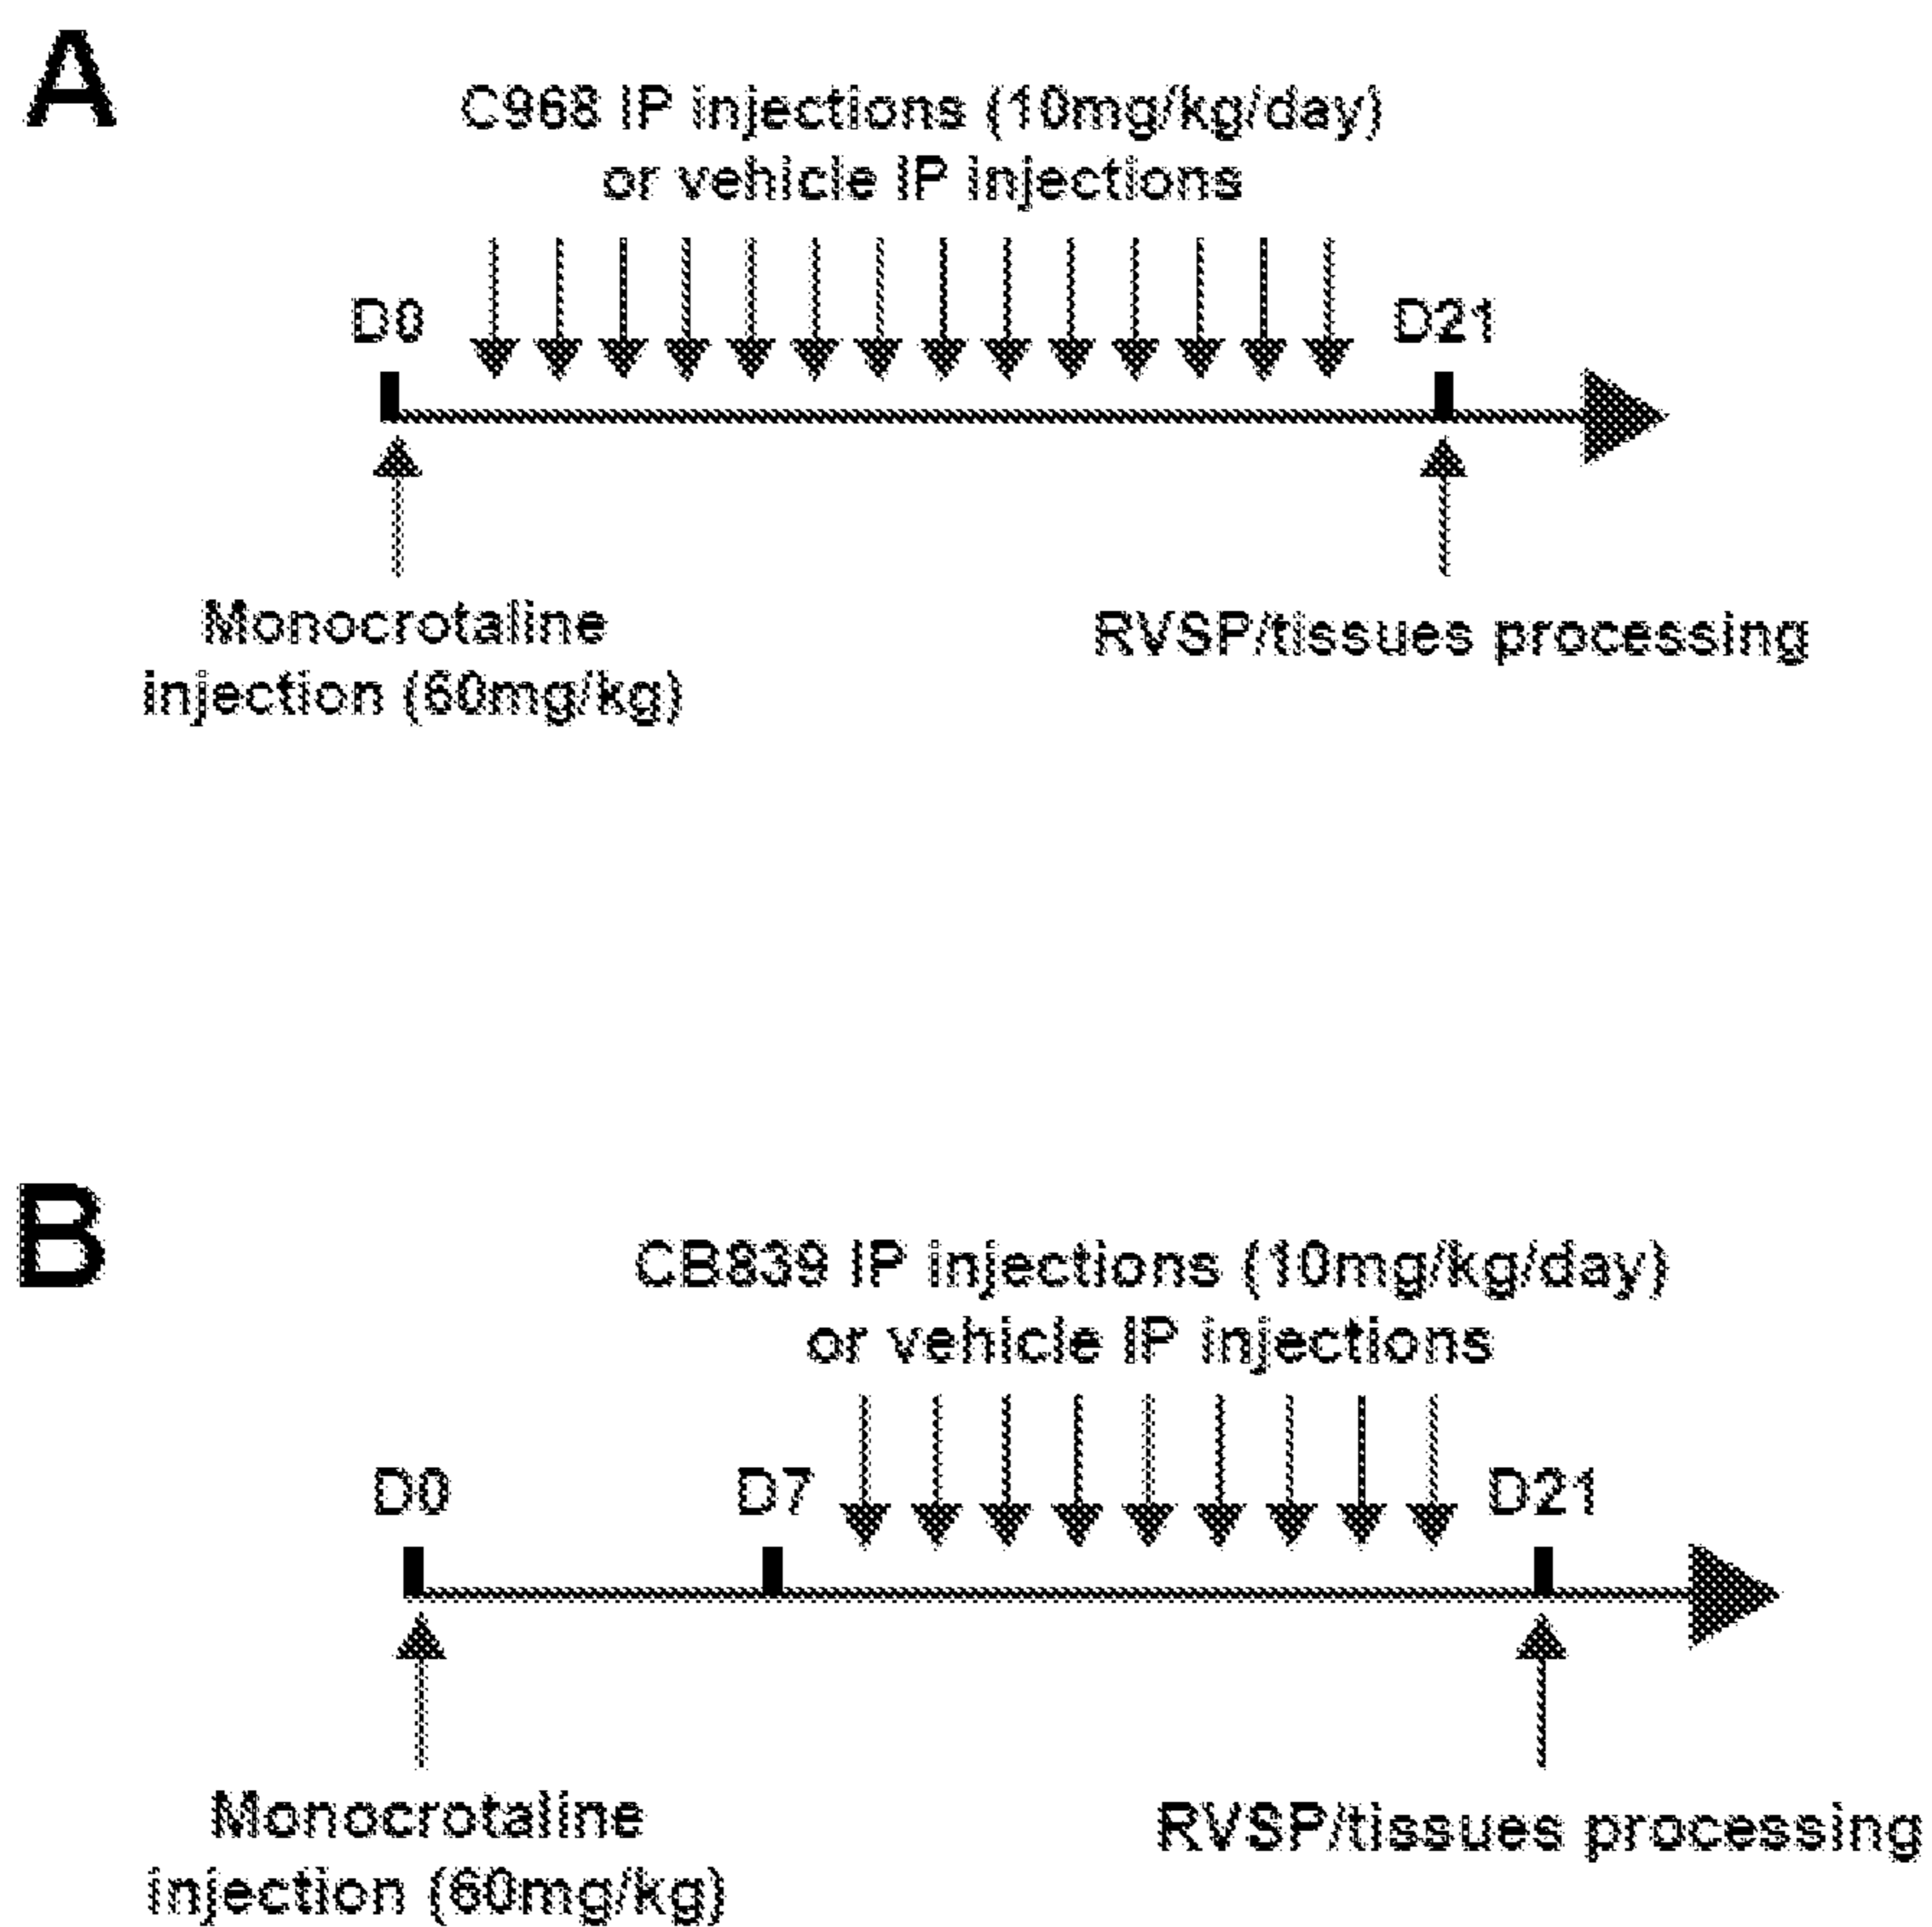 A
C968 IP injections (10mg/kg/day)
or vehicle IP injections
D0
D21
Monocrotaline
injection (60mg/kg)
RVSP/tissues processing
B
CB839 IP injections (10mg/kg/day)
or vehicle IP injections
D0
D7
D21
Monocrotaline
injection (60mg/kg)
RVSP/tissues processing